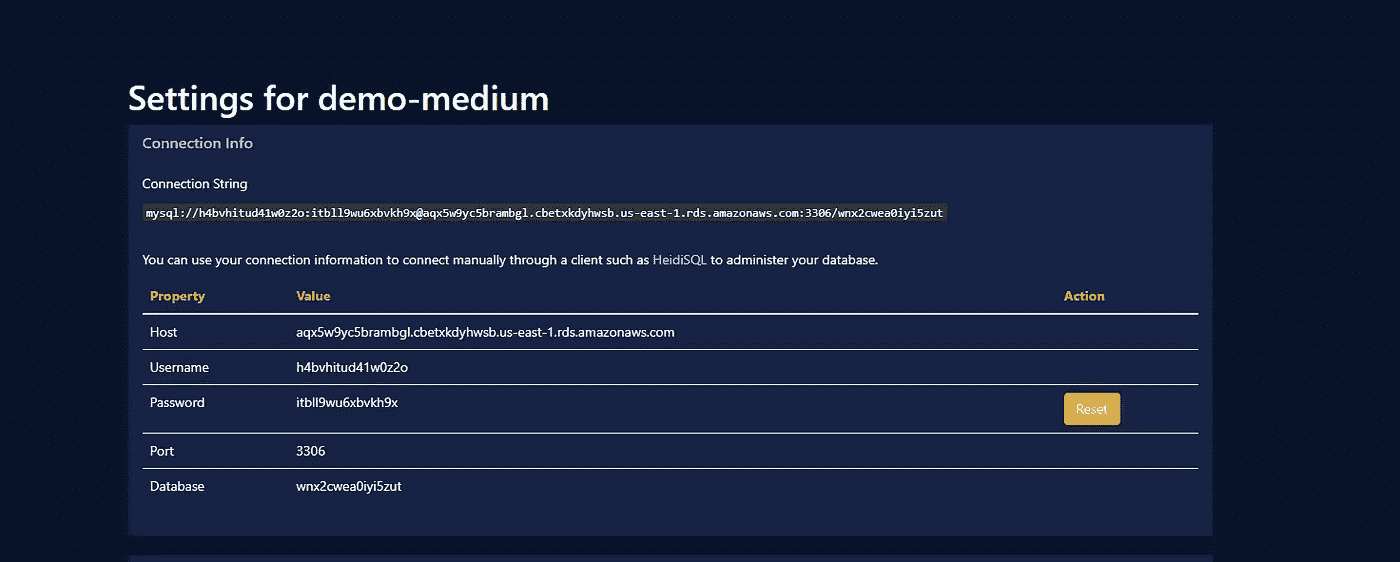 Settings for demo-medium
Connection Info
Connection String
mysql://h4bvhitud41w0z2o:itbll9wu6xbvkh9x@aqx5w9yc5brambgl.cbetxkdyhwsb.us-east-1.rds.amazonaws.com:3306/wnx2cwea0iyi5zut
You can use your connection information to connect manually through a client such as HeidiSQL to administer your database.
Property Value Action
Host aqx5w9yc5brambgl.cbetxkdyhwsb.us-east-1.rds.amazonaws.com
Username h4bvhitud41w0z2o
Password itbll9wu6xbvkh9x Reset
Port 3306
Database wnx2cwea0iyi5zut